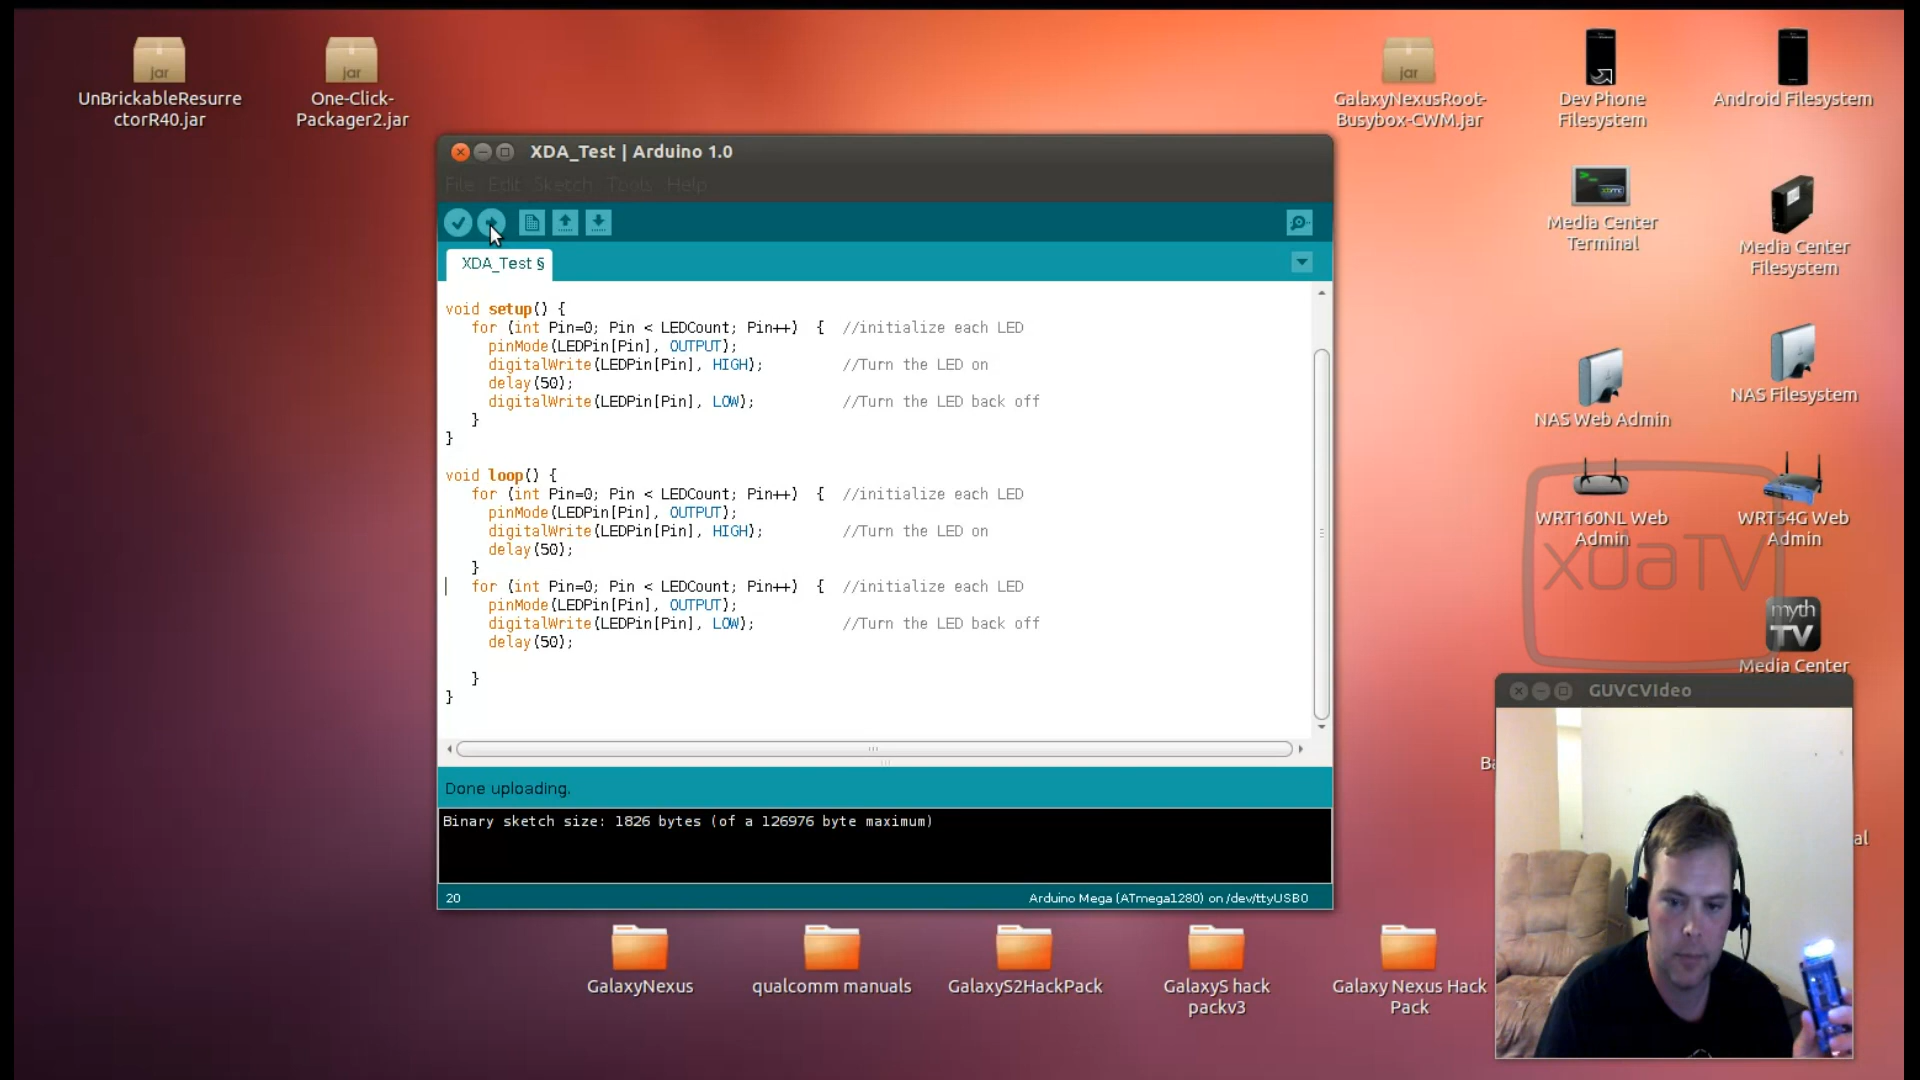 jar
UnBrickableResurre
ctorR40.jar
jar
One-Click-
Packager2.jar
jar
GalaxyNexusRoot-
Busybox-CWM.jar
Dev Phone
Filesystem
Android Filesystem
XDA_Test | Arduino 1.0
File Edit Sketch Tools Help
XDA_Test §
void setup() {
for (int Pin=0; Pin < LEDCount; Pin++) { //initialize each LED
pinMode(LEDPin[Pin], OUTPUT);
digitalWrite(LEDPin[Pin], HIGH); //Turn the LED on
delay(50);
digitalWrite(LEDPin[Pin], LOW); //Turn the LED back off
}
}
void loop() {
for (int Pin=0; Pin < LEDCount; Pin++) { //initialize each LED
pinMode(LEDPin[Pin], OUTPUT);
digitalWrite(LEDPin[Pin], HIGH); //Turn the LED on
delay(50);
}
for (int Pin=0; Pin < LEDCount; Pin++) { //initialize each LED
pinMode(LEDPin[Pin], OUTPUT);
digitalWrite(LEDPin[Pin], LOW); //Turn the LED back off
delay(50);
}
}
Done uploading.
Binary sketch size: 1826 bytes (of a 126976 byte maximum)
20
Arduino Mega (ATmega1280) on /dev/ttyUSB0
xbmc
Media Center
Terminal
Media Center
Filesystem
NAS Web Admin
NAS Filesystem
WRT160NL Web
Admin
WRT54G Web
Admin
xdaTV
myth
TV
Media Center
GUVCVIdeo
GalaxyNexus
qualcomm manuals
GalaxyS2HackPack
GalaxyS hack
packv3
Galaxy Nexus Hack
Pack